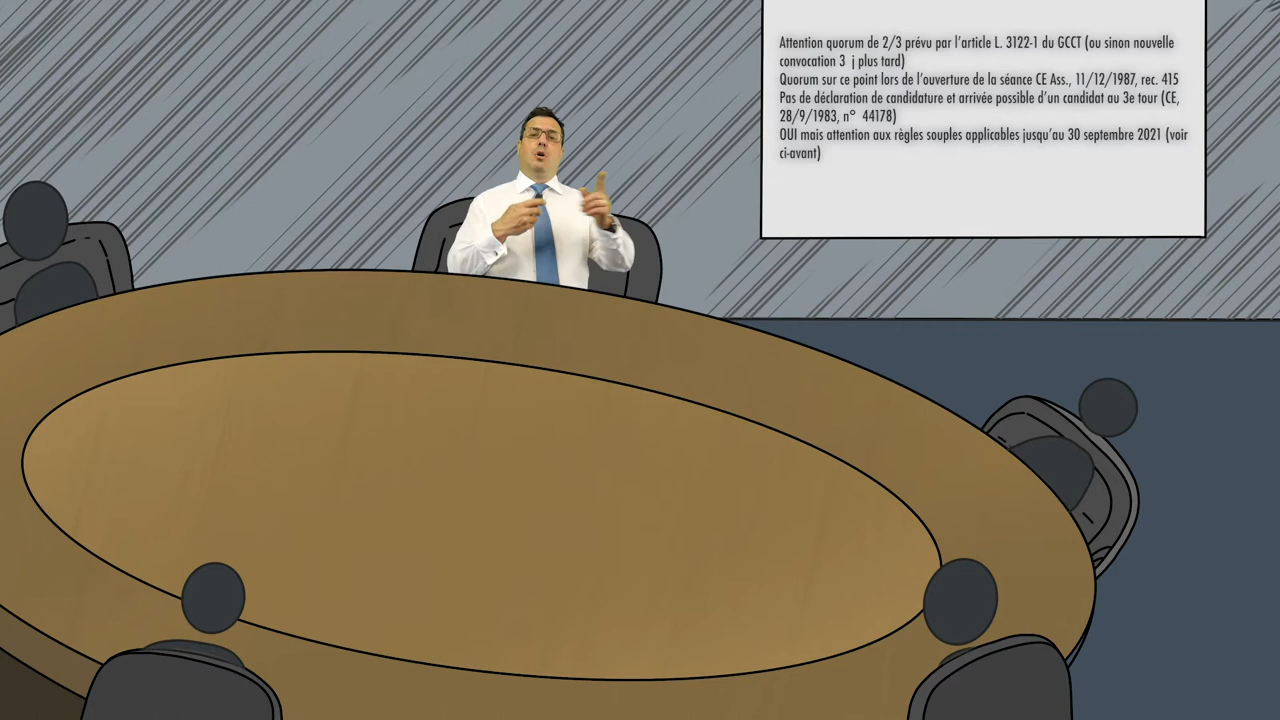 Attention quorum de 2/3 prévu par l'article L. 3122-1 du GCCT (ou sinon nouvelle
convocation 3 j plus tard)
Quorum sur ce point lors de l'ouverture de la séance CE Ass., 11/12/1987, rec. 415
Pas de déclaration de candidature et arrivée possible d'un candidat au 3e tour (CE,
28/9/1983, n° 44178)
OUI mais attention aux règles souples applicables jusqu'au 30 septembre 2021 (voir
ci-avant)